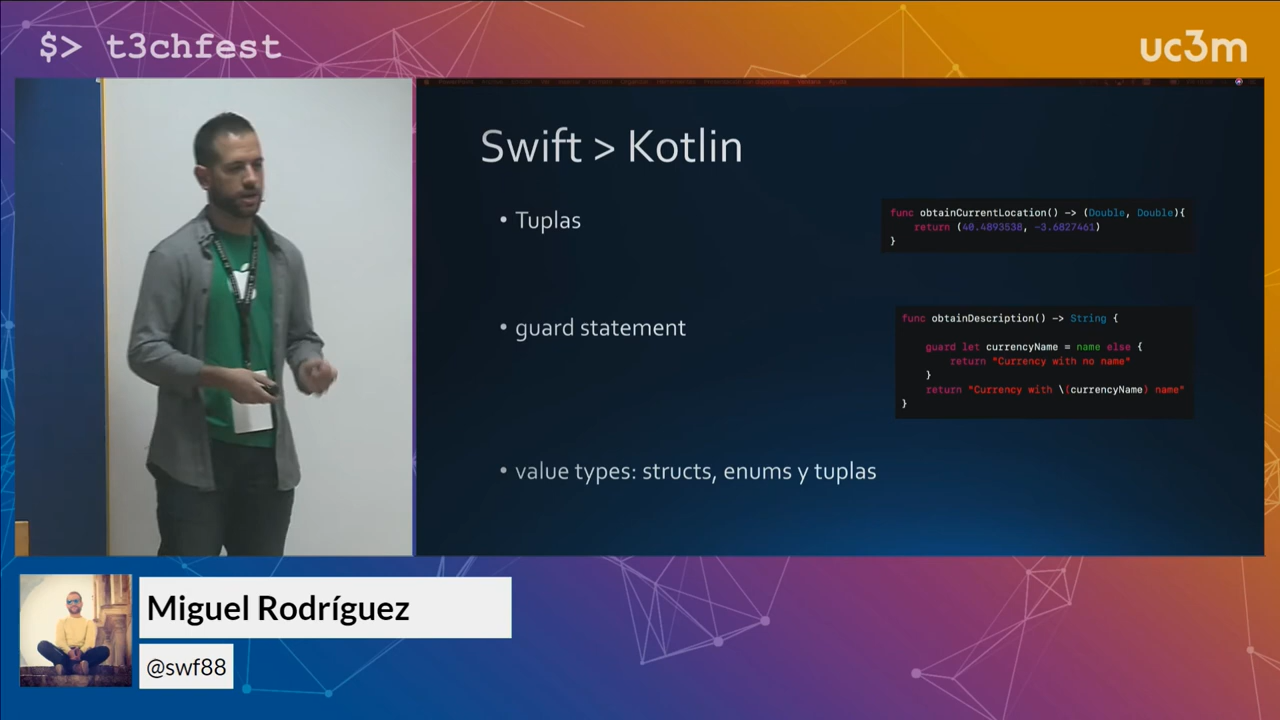 $> t3chfest
uc3m
Swift > Kotlin
• Tuplas
func obtainCurrentLocation() -> (Double, Double){
return (40.4893538, -3.6827461)
}
• guard statement
func obtainDescription() -> String {
guard let currencyName = name else {
return "Currency with no name"
}
return "Currency with \(currencyName) name"
}
• value types: structs, enums y tuplas
Miguel Rodríguez
@swf88